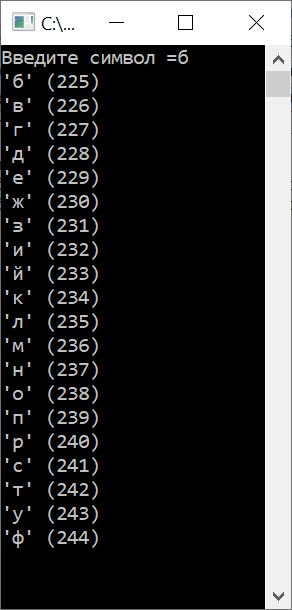 C:\...
Введите символ =б
'б' (225)
'в' (226)
'г' (227)
'д' (228)
'е' (229)
'ж' (230)
'з' (231)
'и' (232)
'й' (233)
'к' (234)
'л' (235)
'м' (236)
'н' (237)
'о' (238)
'п' (239)
'р' (240)
'с' (241)
'т' (242)
'у' (243)
'ф' (244)